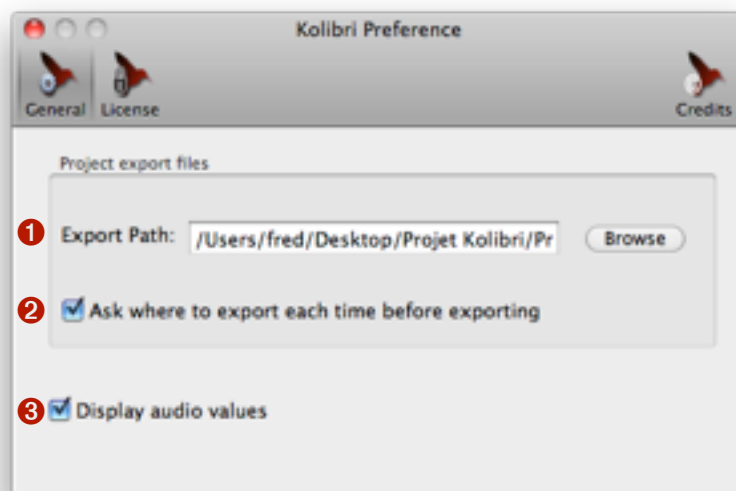 Kolibri Preference
General License Credits
Project export files
1 Export Path: /Users/fred/Desktop/Projet Kolibri/Pr Browse
2 Ask where to export each time before exporting
3 Display audio values